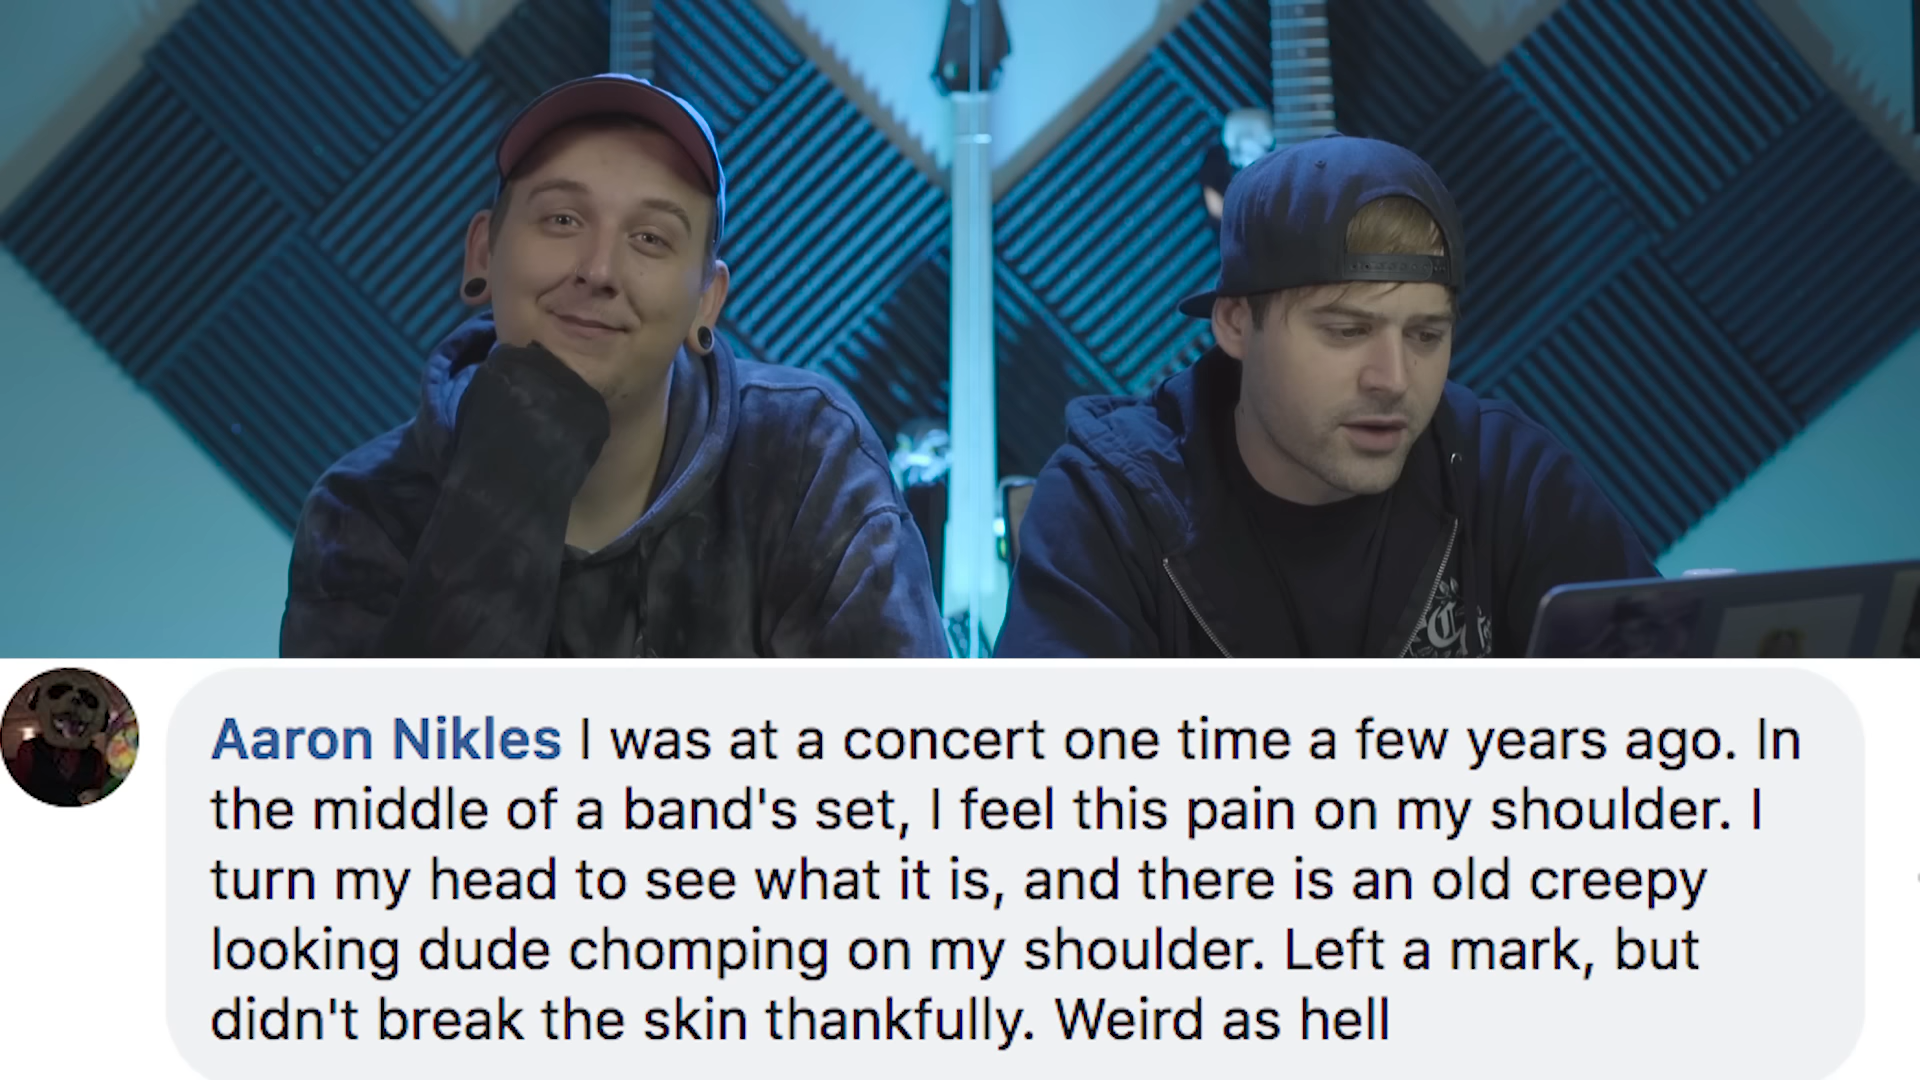 Aaron Nikles I was at a concert one time a few years ago. In
the middle of a band's set, I feel this pain on my shoulder. I
turn my head to see what it is, and there is an old creepy
looking dude chomping on my shoulder. Left a mark, but
didn't break the skin thankfully. Weird as hell